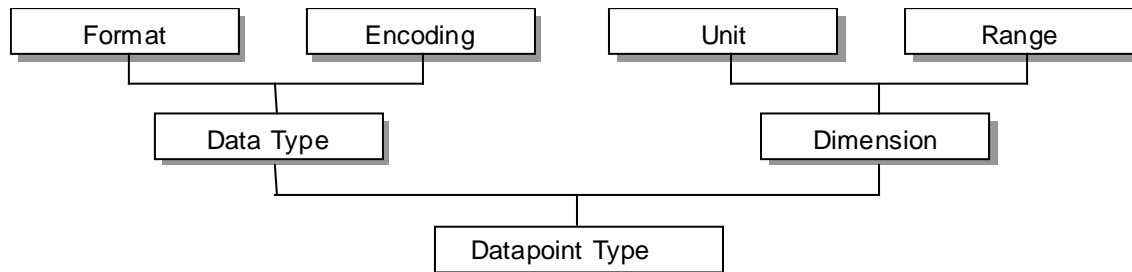 Format
Encoding
Unit
Range
Data Type
Dimension
Datapoint Type